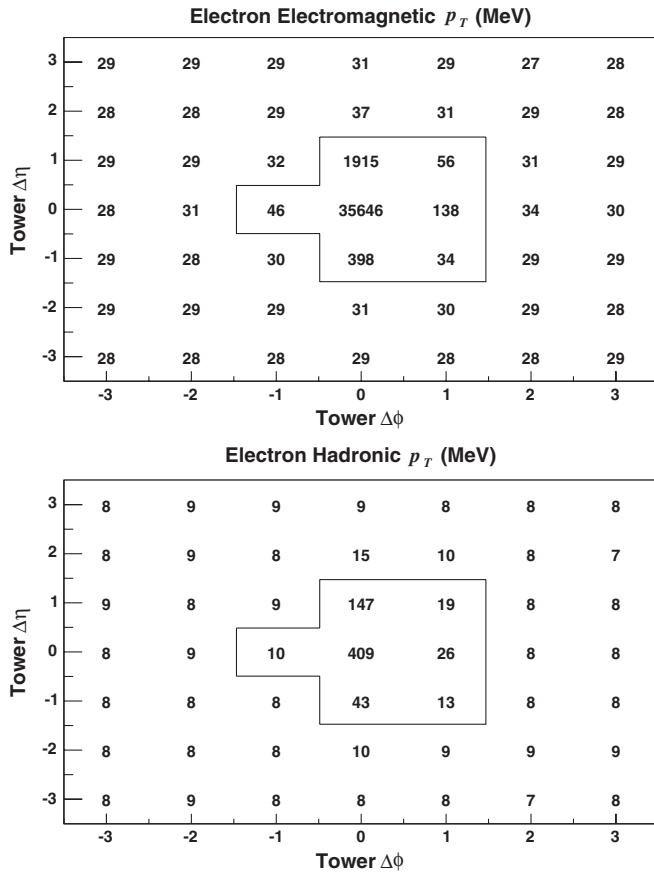 Electron Electromagnetic p_T (MeV)
3 29 29 29 31 29 27 28
2 28 28 29 37 31 29 28
1 29 29 32 1915 56 31 29
0 28 31 46 35646 138 34 30
-1 29 28 30 398 34 29 29
-2 29 29 29 31 30 29 28
-3 28 28 28 29 28 28 29
-3 -2 -1 0 1 2 3
Tower Δη
Tower Δϕ
Electron Hadronic p_T (MeV)
3 8 9 9 9 8 8 8
2 8 9 8 15 10 8 7
1 9 8 9 147 19 8 8
0 8 9 10 409 26 8 8
-1 8 8 8 43 13 8 8
-2 8 8 8 10 9 9 9
-3 8 9 8 8 8 7 8
-3 -2 -1 0 1 2 3
Tower Δη
Tower Δϕ